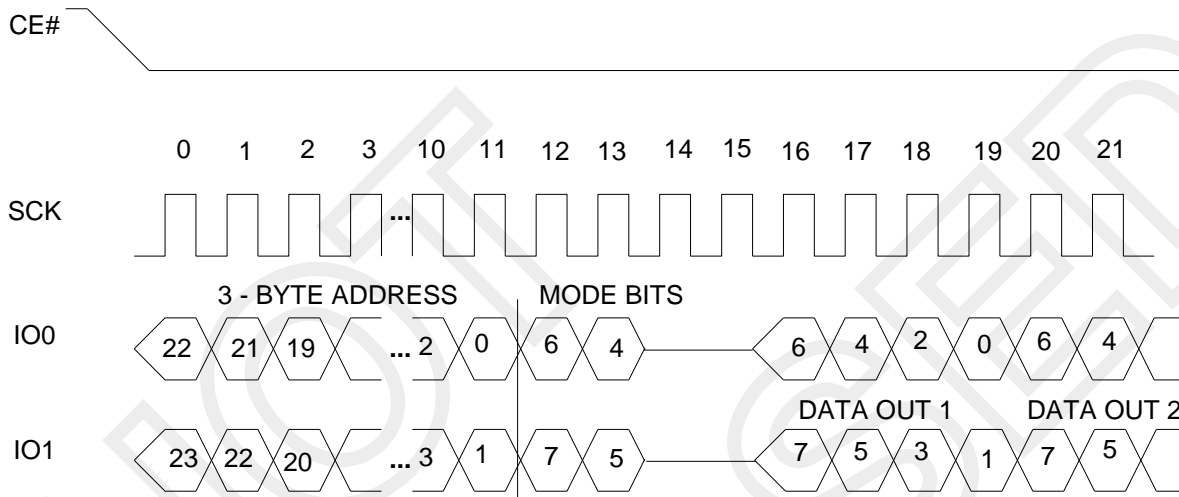 CE#
0 1 2 3 10 11 12 13 14 15 16 17 18 19 20 21
SCK ...
3 - BYTE ADDRESS MODE BITS
IO0 22 21 19 ... 2 0 6 4 6 4 2 0 6 4
DATA OUT 1 DATA OUT 2
IO1 23 22 20 ... 3 1 7 5 7 5 3 1 7 5